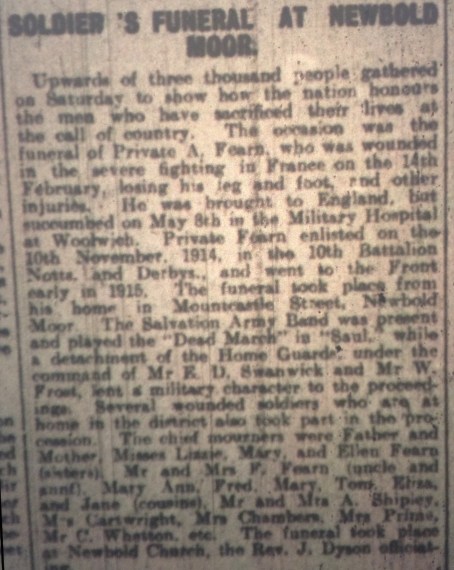 SOLDIER 'S FUNERAL AT NEWBOLD
MOOR.
Upwards of three thousand people gathered
on Saturday to show how the nation honours
the men who have sacrificed their lives at
the call of country. The occasion was the
funeral of Private A. Fearn, who was wounded
in the severe fighting in France on the 14th
February, losing his leg and foot, and other
injuries. He was brought to England, but
succumbed on May 8th in the Military Hospital
at Woolwich. Private Fearn enlisted on the
10th November, 1914, in the 10th Battalion
Notts. and Derbys., and went to the Front
early in 1915. The funeral took place from
his home in Mountcastle Street, Newbold
Moor. The Salvation Army Band was present
and played the "Dead March" in "Saul," while
a detachment of the Home Guards, under the
command of Mr E. D. Swanwick and Mr W.
Frost, lent a military character to the proceed-
ings. Several wounded soldiers who are at
home in the district also took part in the pro-
cession. The chief mourners were Father and
Mother, Misses Lizzie, Mary, and Ellen Fearn
(sisters), Mr and Mrs F. Fearn (uncle and
aunt), Mary Ann, Fred, Mary, Tom, Eliza,
and Jane (cousins), Mr and Mrs A. Shipley,
Mrs Cartwright, Mrs Chambers, Mrs Prime,
Mr C. Whetton, etc. The funeral took place
at Newbold Church, the Rev. J. Dyson officiat-